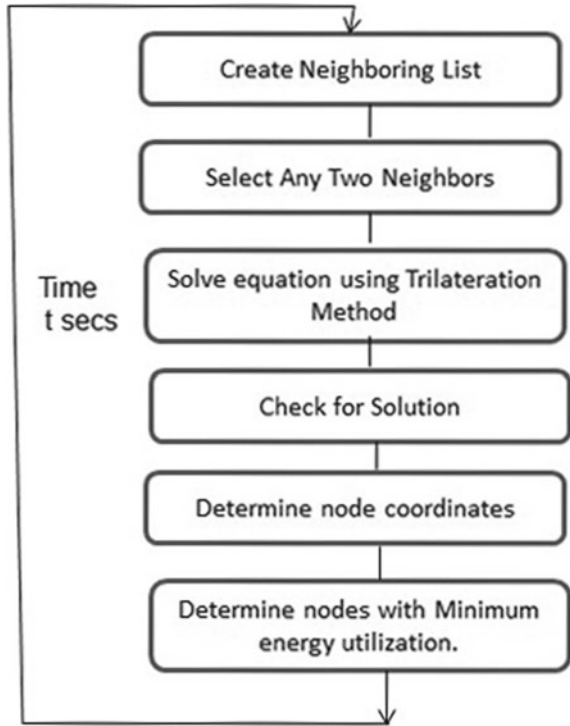 Create Neighboring List
Select Any Two Neighbors
Solve equation using Trilateration
Method
Time
t secs
Check for Solution
Determine node coordinates
Determine nodes with Minimum
energy utilization.